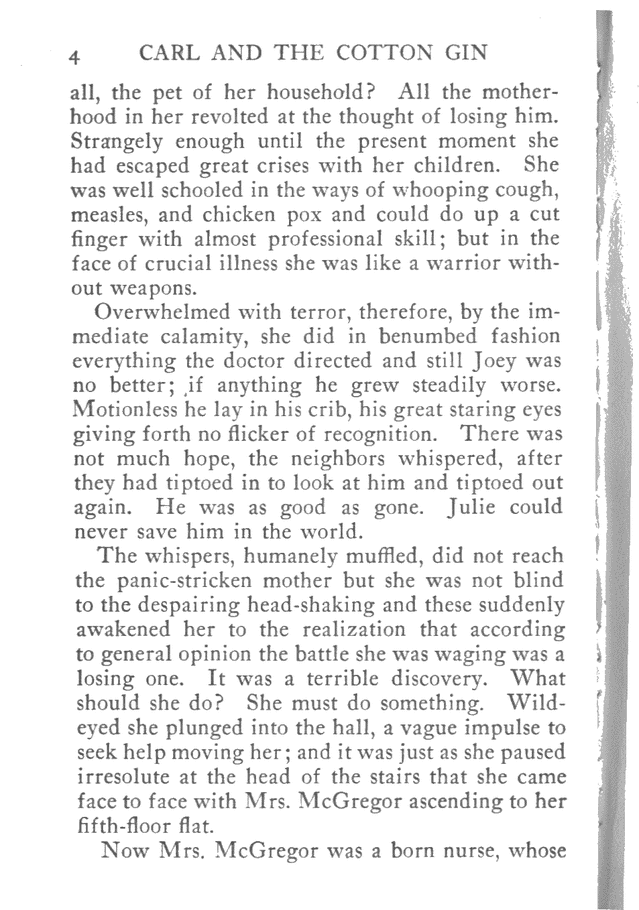 4 CARL AND THE COTTON GIN
all, the pet of her household? All the mother-
hood in her revolted at the thought of losing him.
Strangely enough until the present moment she
had escaped great crises with her children. She
was well schooled in the ways of whooping cough,
measles, and chicken pox and could do up a cut
finger with almost professional skill; but in the
face of crucial illness she was like a warrior with-
out weapons.
Overwhelmed with terror, therefore, by the im-
mediate calamity, she did in benumbed fashion
everything the doctor directed and still Joey was
no better; if anything he grew steadily worse.
Motionless he lay in his crib, his great staring eyes
giving forth no flicker of recognition. There was
not much hope, the neighbors whispered, after
they had tiptoed in to look at him and tiptoed out
again. He was as good as gone. Julie could
never save him in the world.
The whispers, humanely muffled, did not reach
the panic-stricken mother but she was not blind
to the despairing head-shaking and these suddenly
awakened her to the realization that according
to general opinion the battle she was waging was a
losing one. It was a terrible discovery. What
should she do? She must do something. Wild-
eyed she plunged into the hall, a vague impulse to
seek help moving her; and it was just as she paused
irresolute at the head of the stairs that she came
face to face with Mrs. McGregor ascending to her
fifth-floor flat.
Now Mrs. McGregor was a born nurse, whose